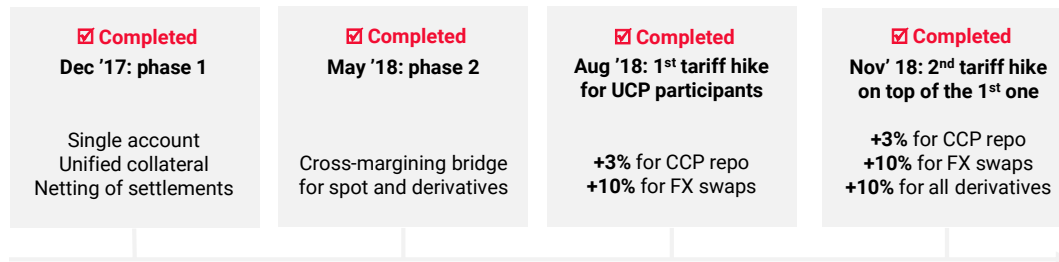 ☑ Completed
Dec ’17: phase 1
Single account
Unified collateral
Netting of settlements
☑ Completed
May ’18: phase 2
Cross-margining bridge
for spot and derivatives
☑ Completed
Aug ’18: 1st tariff hike
for UCP participants
+3% for CCP repo
+10% for FX swaps
☑ Completed
Nov’ 18: 2nd tariff hike
on top of the 1st one
+3% for CCP repo
+10% for FX swaps
+10% for all derivatives